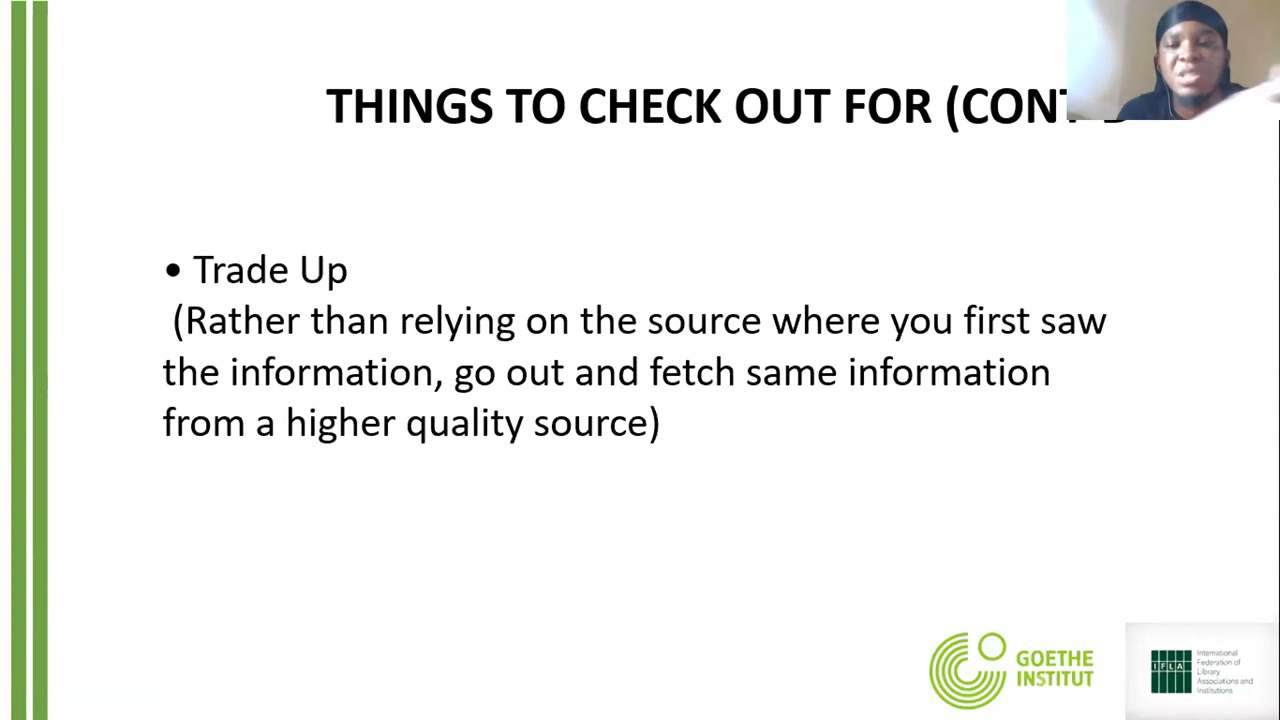 THINGS TO CHECK OUT FOR (CONT
• Trade Up
(Rather than relying on the source where you first saw
the information, go out and fetch same information
from a higher quality source)
GOETHE
INSTITUT
IFLA
International
Federation of
Library
Associations and
Institutions